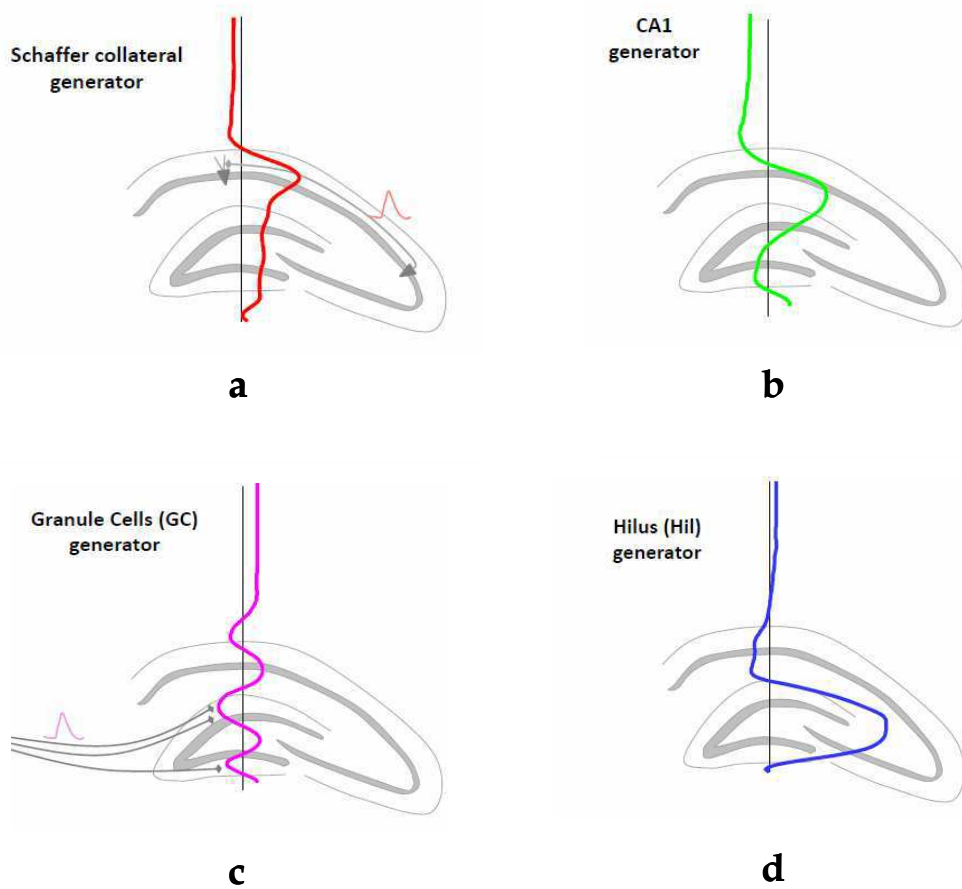 Schaffer collateral
generator
CA1
generator
a
b
Granule Cells (GC)
generator
Hilus (Hil)
generator
c
d